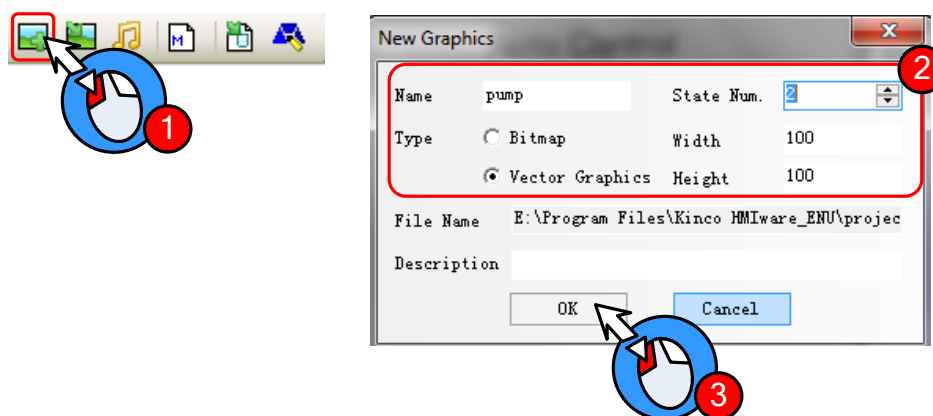 M
1
New Graphics
2
Name pump State Num. 2
Type Bitmap Width 100
Vector Graphics Height 100
File Name E:\Program Files\Kinco HMIware_ENU\projec
Description
OK Cancel
3